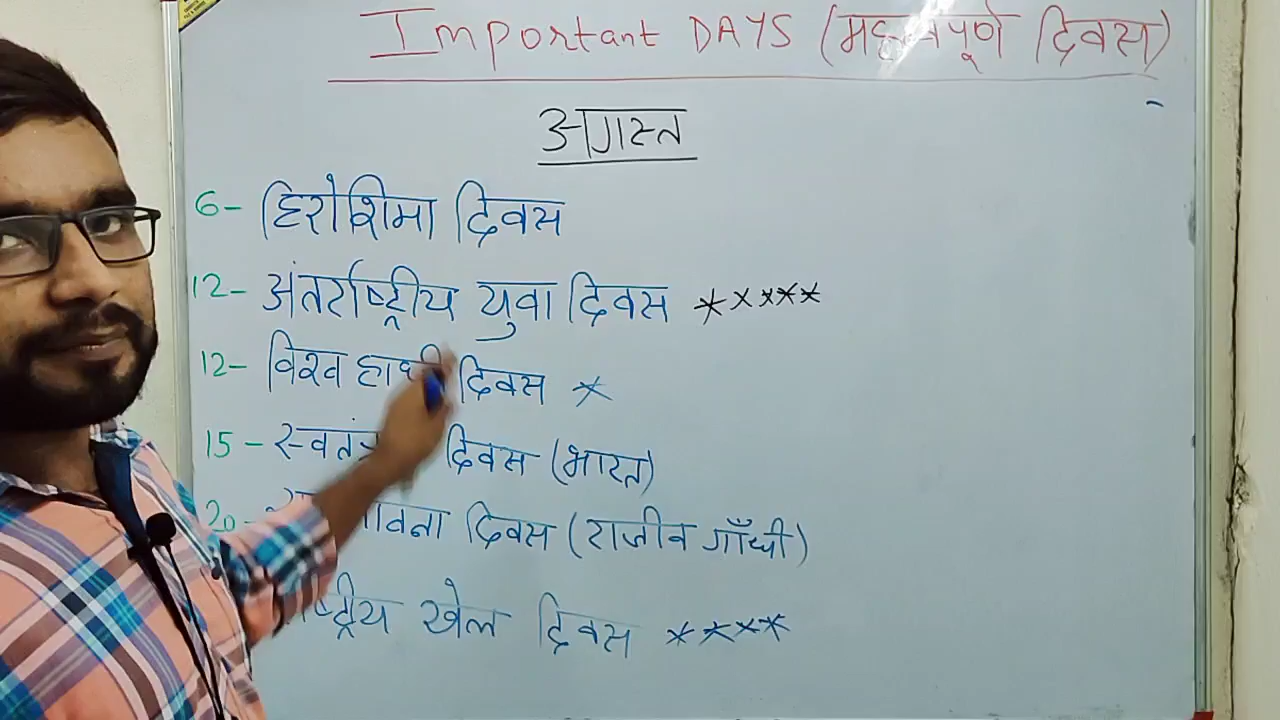 Important DAYS (महत्वपूर्ण दिवस)
अगस्त
6- हिरोशिमा दिवस
12- अंतर्राष्ट्रीय युवा दिवस *****
12- विश्व हाथी दिवस *
15- दिवस (भारत)
20- दिवस (राजीव गाँधी)
खेल दिवस ****